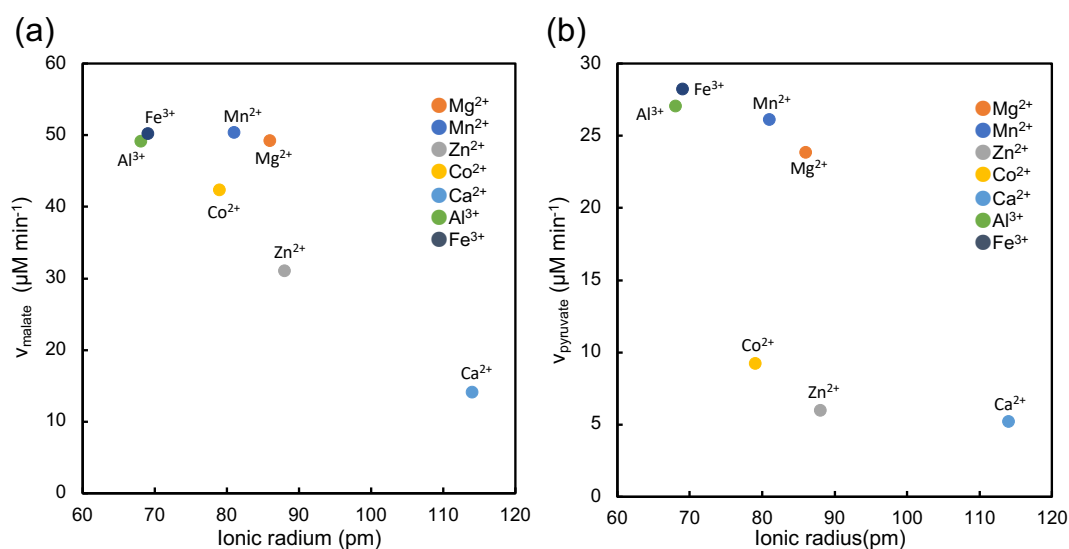 (a)
60
50
40
30
20
10
0
v_malate (μM min⁻¹)
Fe³⁺
Al³⁺
Mn²⁺
Mg²⁺
Co²⁺
Zn²⁺
Ca²⁺
Mg²⁺
Mn²⁺
Zn²⁺
Co²⁺
Ca²⁺
Al³⁺
Fe³⁺
60 70 80 90 100 110 120
Ionic radium (pm)
(b)
30
25
20
15
10
5
0
v_pyruvate (μM min⁻¹)
Fe³⁺
Al³⁺
Mn²⁺
Mg²⁺
Co²⁺
Zn²⁺
Ca²⁺
Mg²⁺
Mn²⁺
Zn²⁺
Co²⁺
Ca²⁺
Al³⁺
Fe³⁺
60 70 80 90 100 110 120
Ionic radius(pm)